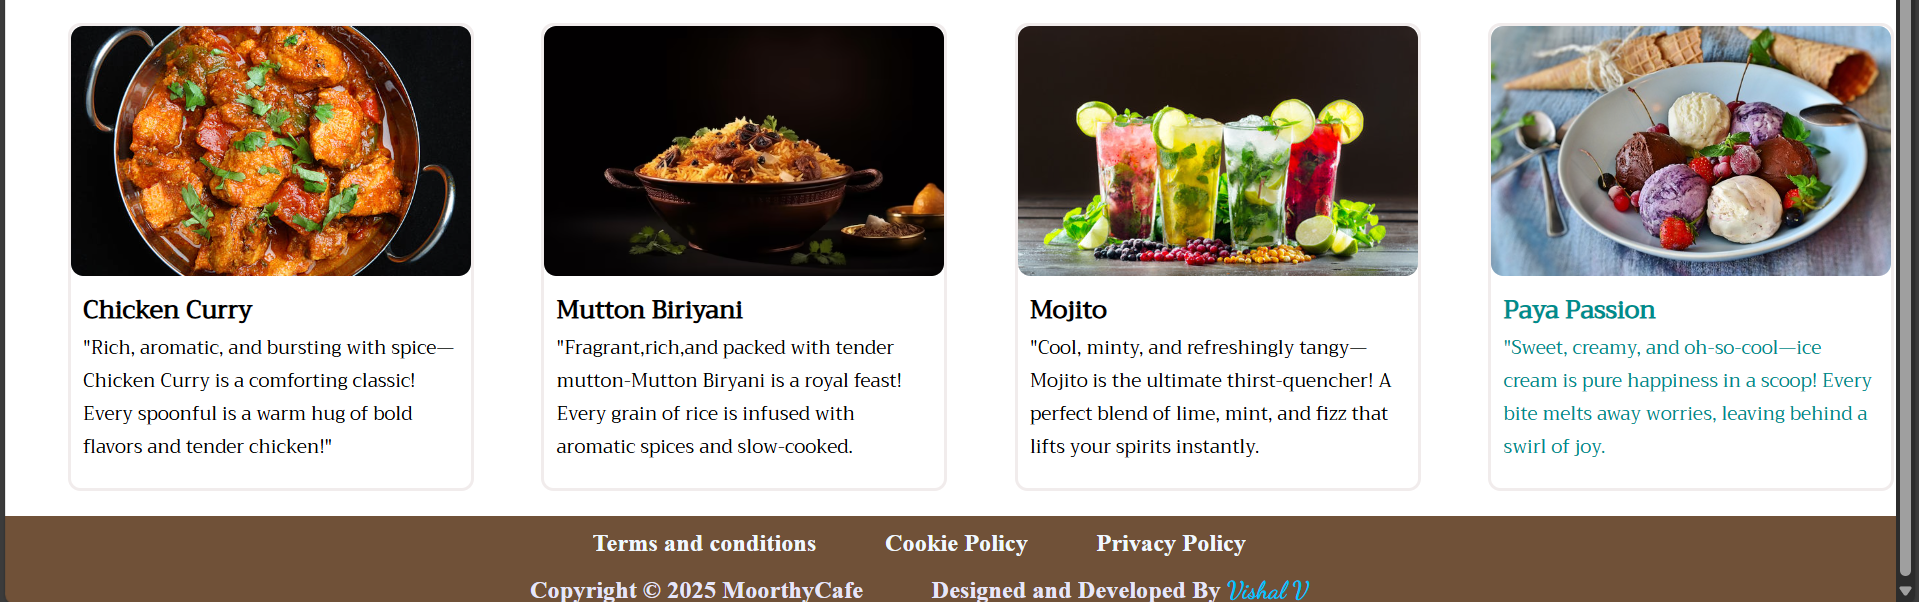 Chicken Curry
"Rich, aromatic, and bursting with spice—
Chicken Curry is a comforting classic!
Every spoonful is a warm hug of bold
flavors and tender chicken!"
Mutton Biriyani
"Fragrant,rich,and packed with tender
mutton-Mutton Biryani is a royal feast!
Every grain of rice is infused with
aromatic spices and slow-cooked.
Mojito
"Cool, minty, and refreshingly tangy—
Mojito is the ultimate thirst-quencher! A
perfect blend of lime, mint, and fizz that
lifts your spirits instantly.
Paya Passion
"Sweet, creamy, and oh-so-cool—ice
cream is pure happiness in a scoop! Every
bite melts away worries, leaving behind a
swirl of joy.
Terms and conditions Cookie Policy Privacy Policy
Copyright © 2025 MoorthyCafe Designed and Developed By Vishal V